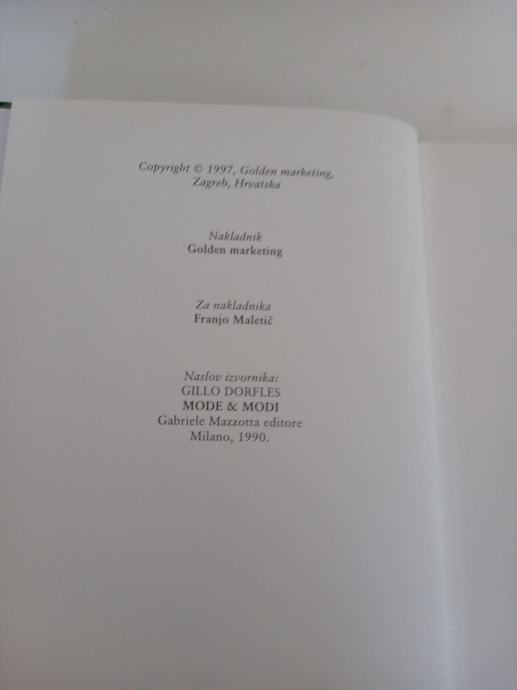 Copyright © 1997, Golden marketing,
Zagreb, Hrvatska
Nakladnik
Golden marketing
Za nakladnika
Franjo Maletić
Naslov izvornika:
GILLO DORFLES
MODE & MODI
Gabriele Mazzotta editore
Milano, 1990.